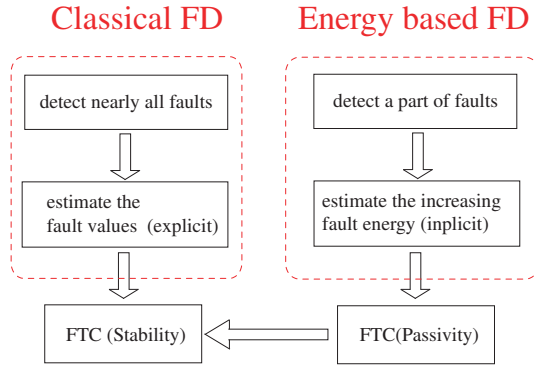 Classical FD
Energy based FD
detect nearly all faults
detect a part of faults
estimate the
fault values (explicit)
estimate the increasing
fault energy (inplicit)
FTC (Stability)
FTC(Passivity)